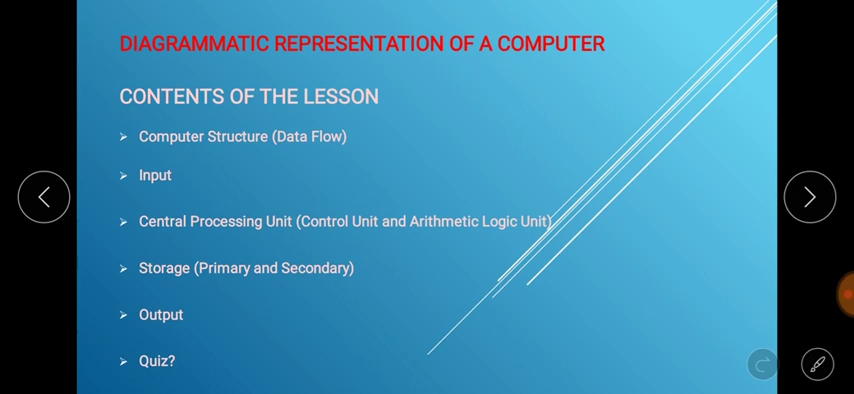 DIAGRAMMATIC REPRESENTATION OF A COMPUTER
CONTENTS OF THE LESSON
Computer Structure (Data Flow)
Input
Central Processing Unit (Control Unit and Arithmetic Logic Unit)
Storage (Primary and Secondary)
Output
Quiz?